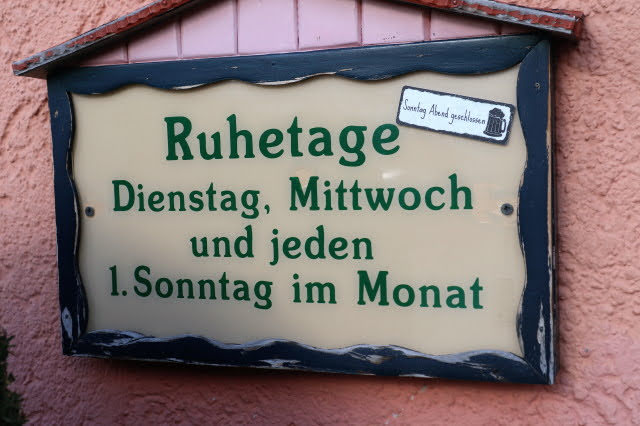 Sonntag Abend geschlossen
Ruhetage
Dienstag, Mittwoch
und jeden
1. Sonntag im Monat